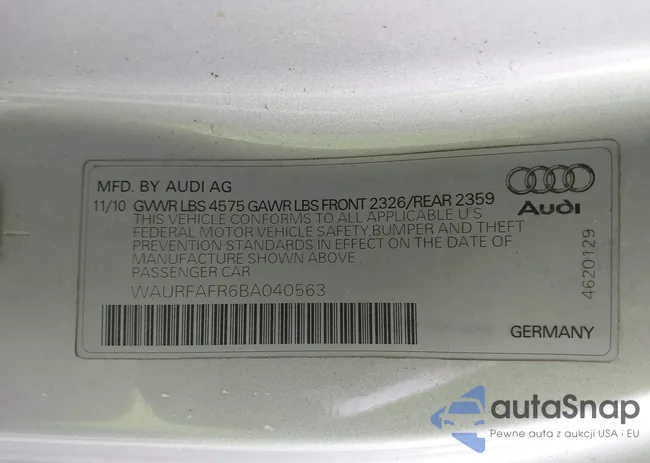 MFD. BY AUDI AG
11/10 GVWR LBS 4575 GAWR LBS FRONT 2326/REAR 2359
THIS VEHICLE CONFORMS TO ALL APPLICABLE U.S
FEDERAL MOTOR VEHICLE SAFETY,BUMPER AND THEFT
PREVENTION STANDARDS IN EFFECT ON THE DATE OF
MANUFACTURE SHOWN ABOVE.
PASSENGER CAR
WAURFAFR6BA040563
Audi
4620129
GERMANY
autoSnap
Pewne auta z aukcji USA i EU